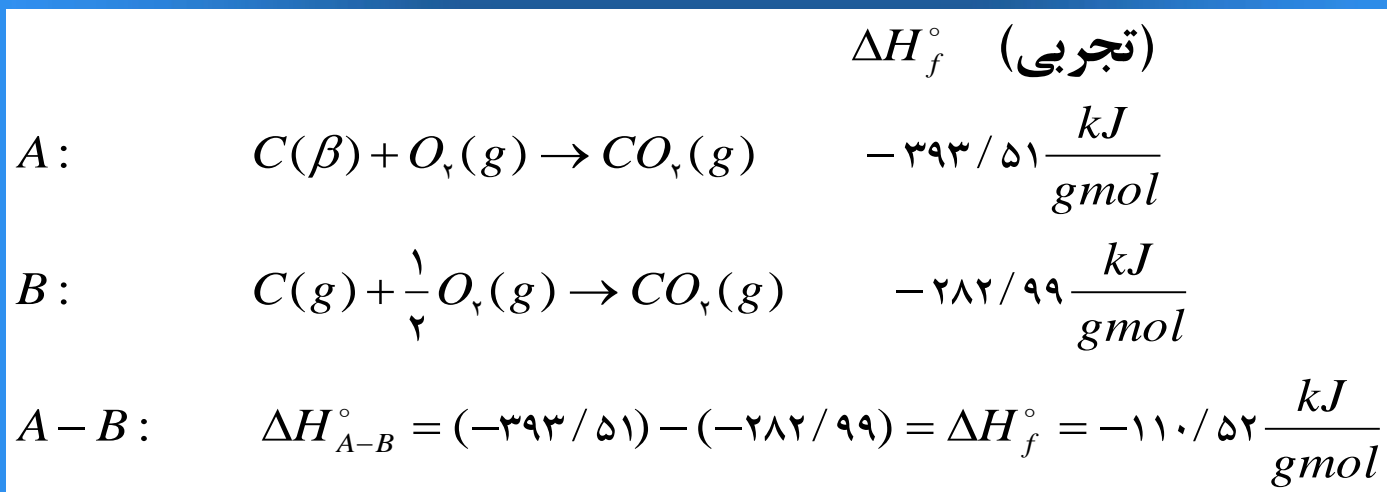 ΔH°f (تجربی)
A: C(β) + O۲(g) → CO۲(g) −۳۹۳/۵۱ kJ/gmol
B: C(g) + ۱/۲ O۲(g) → CO۲(g) −۲۸۲/۹۹ kJ/gmol
A − B: ΔH°A−B = (−۳۹۳/۵۱) − (−۲۸۲/۹۹) = ΔH°f = −۱۱۰/۵۲ kJ/gmol